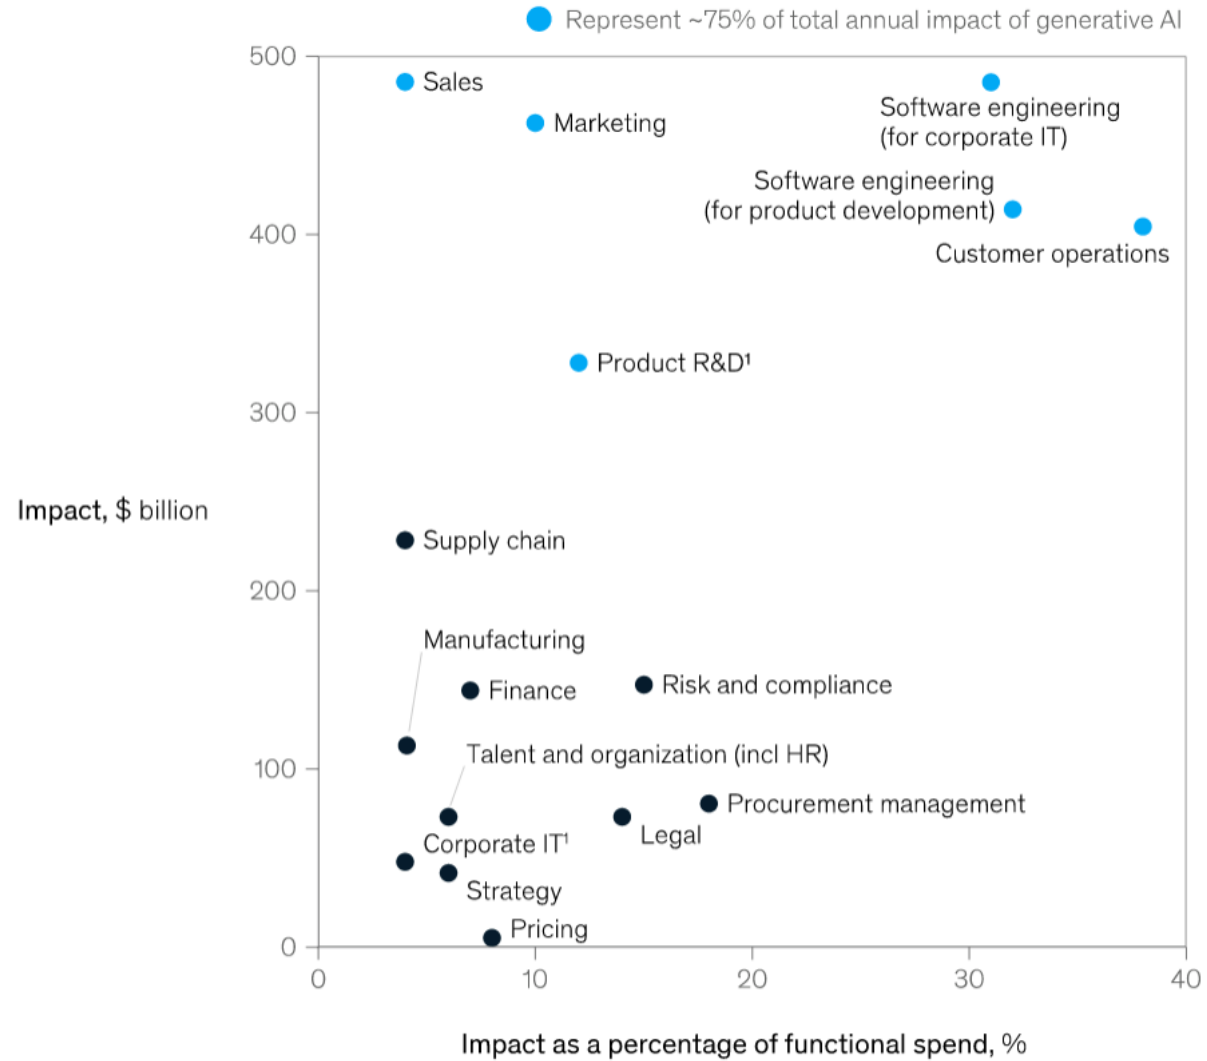 Represent ~75% of total annual impact of generative AI
500
Sales
Marketing
Software engineering
(for corporate IT)
Software engineering
(for product development)
400
Customer operations
Product R&D¹
300
Impact, $ billion
Supply chain
200
Manufacturing
Finance
Risk and compliance
100
Talent and organization (incl HR)
Procurement management
Legal
Corporate IT¹
Strategy
Pricing
0
0 10 20 30 40
Impact as a percentage of functional spend, %